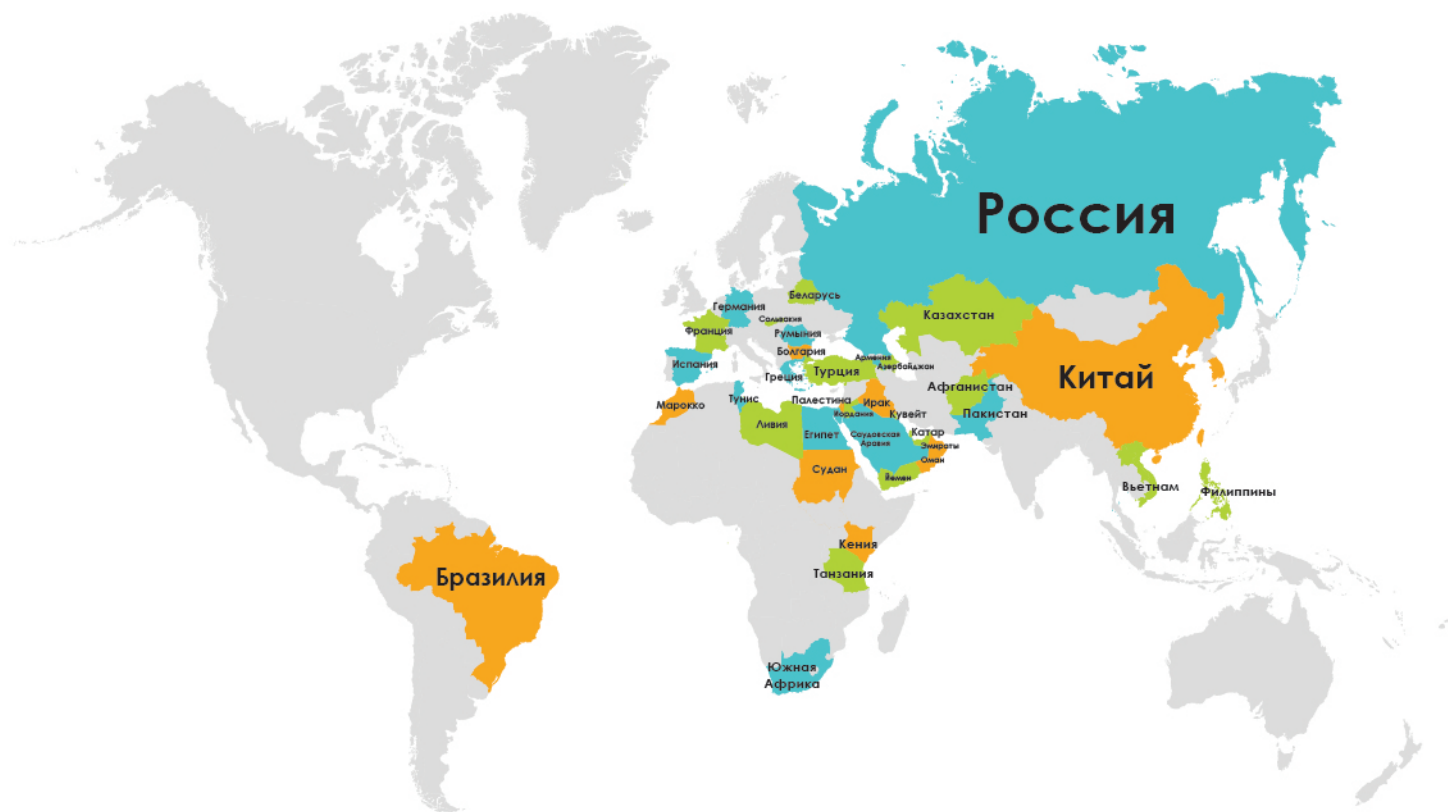 Россия
Германия
Беларусь
Сольвакия
Франция
Румыния
Казахстан
Болгария
Испания
Армения
Азербайджан
Греция
Турция
Китай
Афганистан
Марокко
Тунис
Палестина
Ирак
Иордания
Кувейт
Пакистан
Ливия
Египет
Саудовская
Аравия
Катар
Эмираты
Оман
Судан
Йемен
Вьетнам
Филиппины
Кения
Танзания
Бразилия
Южная
Африка